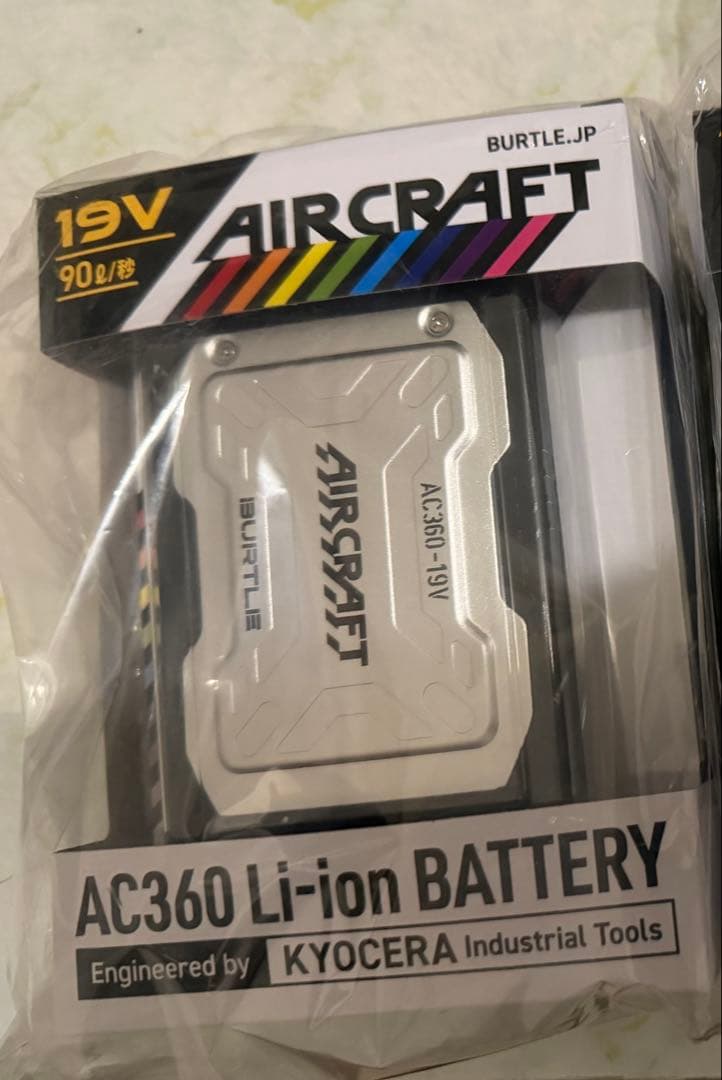 BURTLE.JP
19V
AIRCRAFT
90ℓ/秒
BURTLE
AIRCRAFT
AC360-19V
AC360 Li-ion BATTERY
Engineered by KYOCERA Industrial Tools